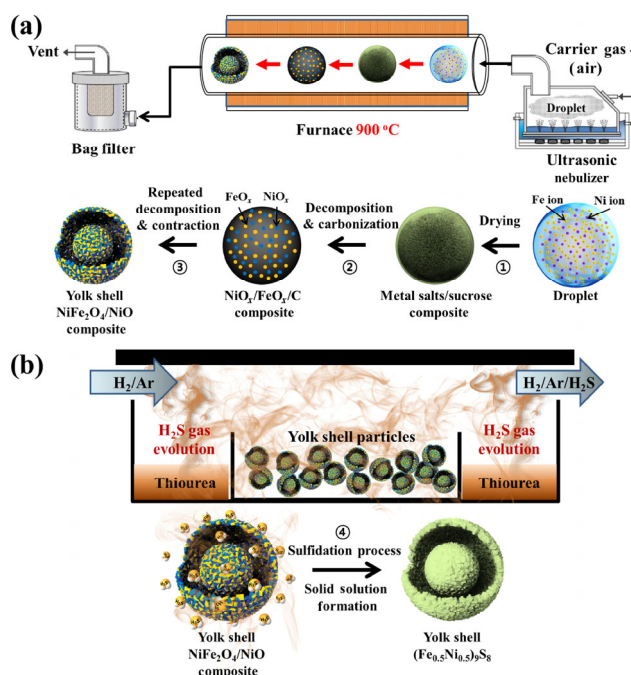 (a)
Vent
Bag filter
Furnace 900 °C
Carrier gas
(air)
Droplet
Ultrasonic
nebulizer
Repeated
decomposition
& contraction
③
FeOₓ NiOₓ
Decomposition
& carbonization
②
Drying
①
Fe ion Ni ion
Yolk shell
NiFe₂O₄/NiO
composite
NiOₓ/FeOₓ/C
composite
Metal salts/sucrose
composite
Droplet
(b)
H₂/Ar
H₂/Ar/H₂S
H₂S gas
evolution
Thiourea
Yolk shell particles
H₂S gas
evolution
Thiourea
④
Sulfidation process
Solid solution
formation
Yolk shell
NiFe₂O₄/NiO
composite
Yolk shell
(Fe₀.₅Ni₀.₅)₉S₈